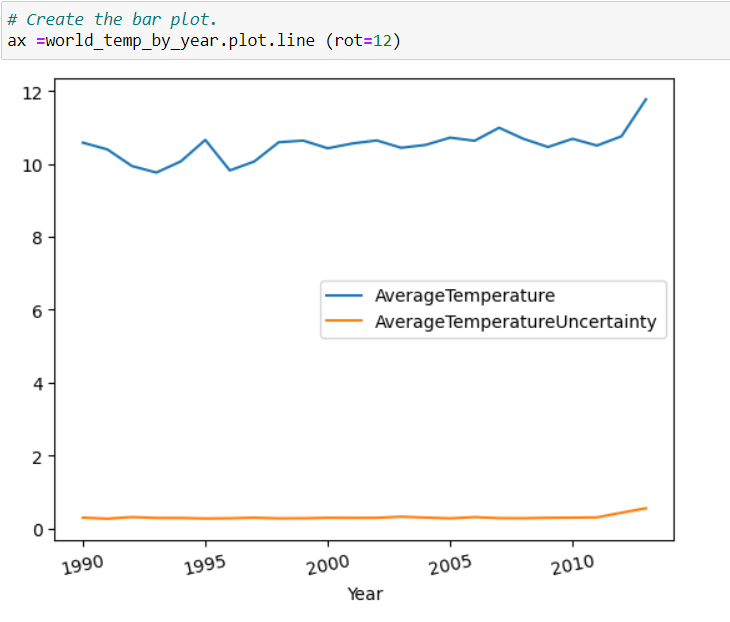 # Create the bar plot.
ax =world_temp_by_year.plot.line (rot=12)
12
10
8
6
4
2
0
AverageTemperature
AverageTemperatureUncertainty
1990 1995 2000 2005 2010
Year